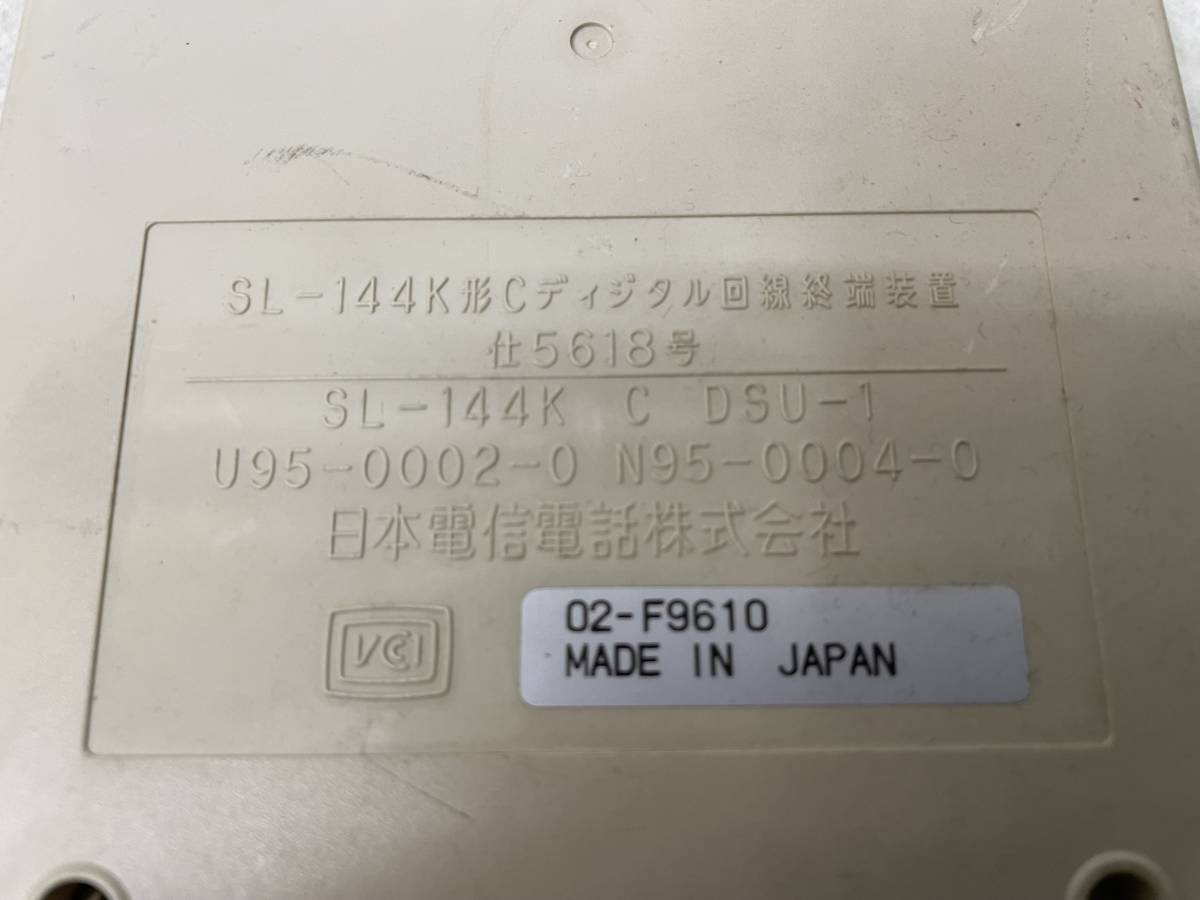 SL-144K形Cディジタル回線終端装置
仕5618号
SL-144K C DSU-1
U95-0002-0 N95-0004-0
日本電信電話株式会社
VCCI
02-F9610
MADE IN JAPAN